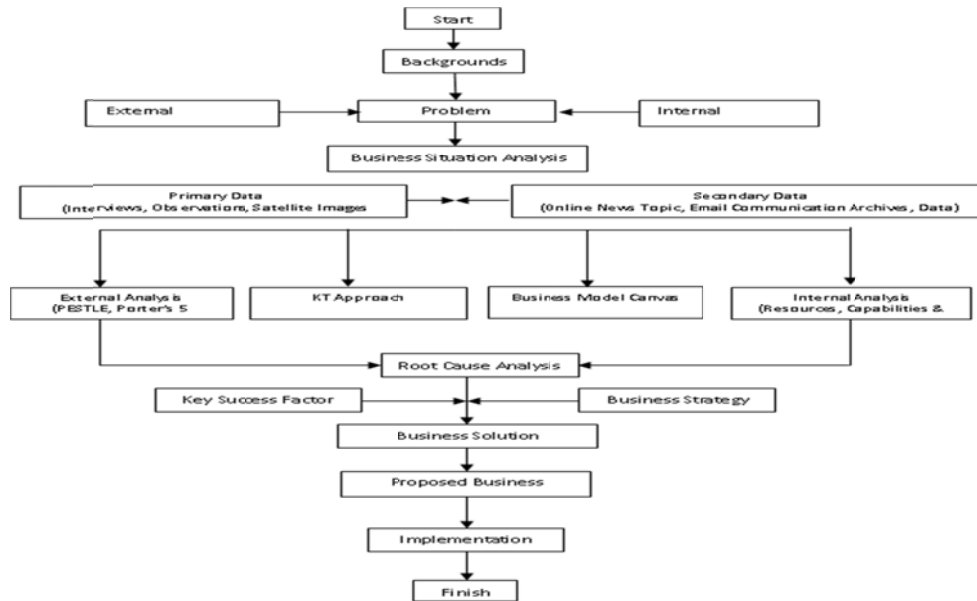 Start
Backgrounds
External
Problem
Internal
Business Situation Analysis
Primary Data
(Interviews, Observations, Satellite Images
Secondary Data
(Online News Topic, Email Communication Archives, Data)
External Analysis
(PESTLE, Porter's 5
KT Approach
Business Model Canvas
Internal Analysis
(Resources, Capabilities &
Root Cause Analysis
Key Success Factor
Business Strategy
Business Solution
Proposed Business
Implementation
Finish